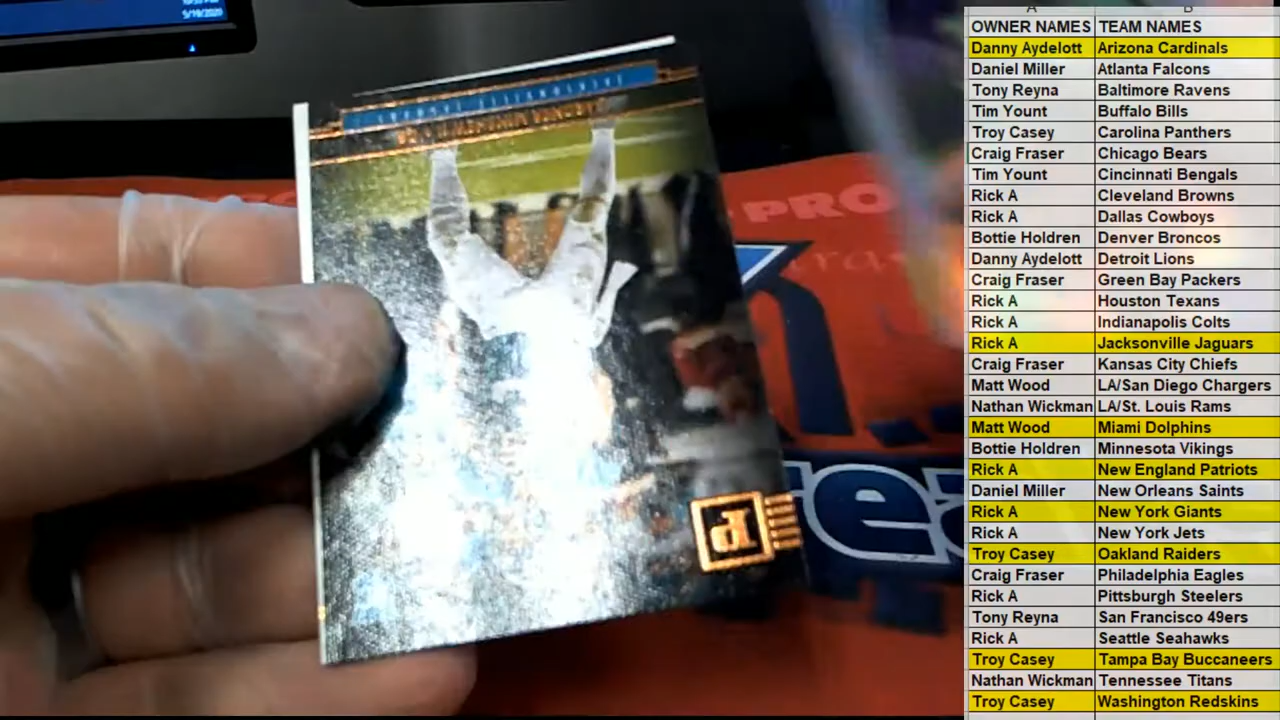 5/19/2020
A B
OWNER NAMES TEAM NAMES
Danny Aydelott Arizona Cardinals
Daniel Miller Atlanta Falcons
Tony Reyna Baltimore Ravens
Tim Yount Buffalo Bills
Troy Casey Carolina Panthers
Craig Fraser Chicago Bears
Tim Yount Cincinnati Bengals
Rick A Cleveland Browns
Rick A Dallas Cowboys
Bottie Holdren Denver Broncos
Danny Aydelott Detroit Lions
Craig Fraser Green Bay Packers
Rick A Houston Texans
Rick A Indianapolis Colts
Rick A Jacksonville Jaguars
Craig Fraser Kansas City Chiefs
Matt Wood LA/San Diego Chargers
Nathan Wickman LA/St. Louis Rams
Matt Wood Miami Dolphins
Bottie Holdren Minnesota Vikings
Rick A New England Patriots
Daniel Miller New Orleans Saints
Rick A New York Giants
Rick A New York Jets
Troy Casey Oakland Raiders
Craig Fraser Philadelphia Eagles
Rick A Pittsburgh Steelers
Tony Reyna San Francisco 49ers
Rick A Seattle Seahawks
Troy Casey Tampa Bay Buccaneers
Nathan Wickman Tennessee Titans
Troy Casey Washington Redskins
JACKSONVILLE JAGUARS
P
PRO